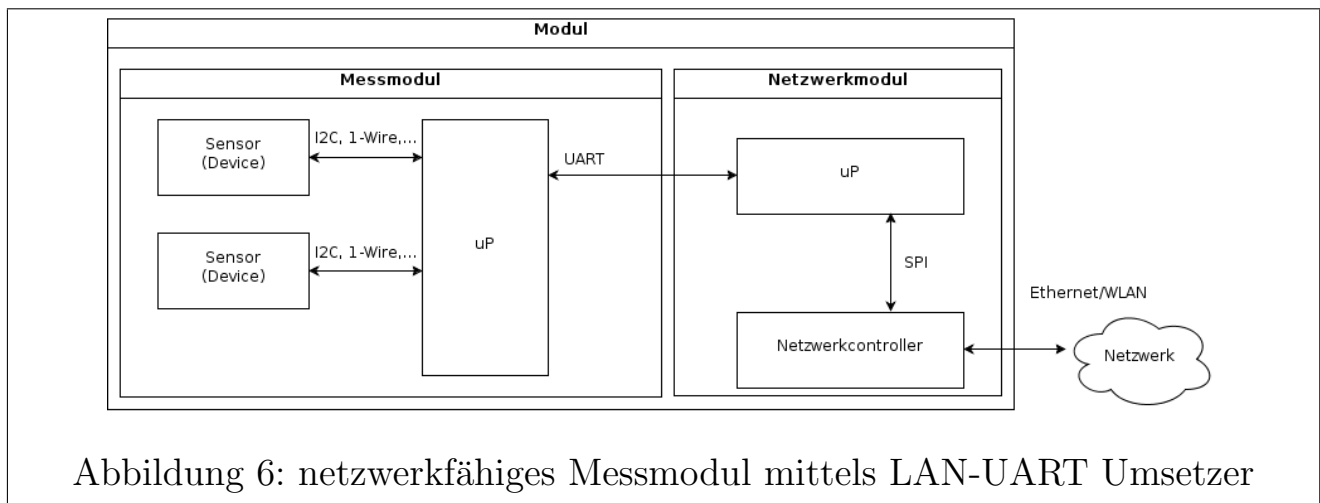 Modul
Messmodul
Netzwerkmodul
Sensor
(Device)
I2C, 1-Wire,...
uP
UART
uP
Sensor
(Device)
I2C, 1-Wire,...
SPI
Netzwerkcontroller
Ethernet/WLAN
Netzwerk
Abbildung 6: netzwerkfähiges Messmodul mittels LAN-UART Umsetzer